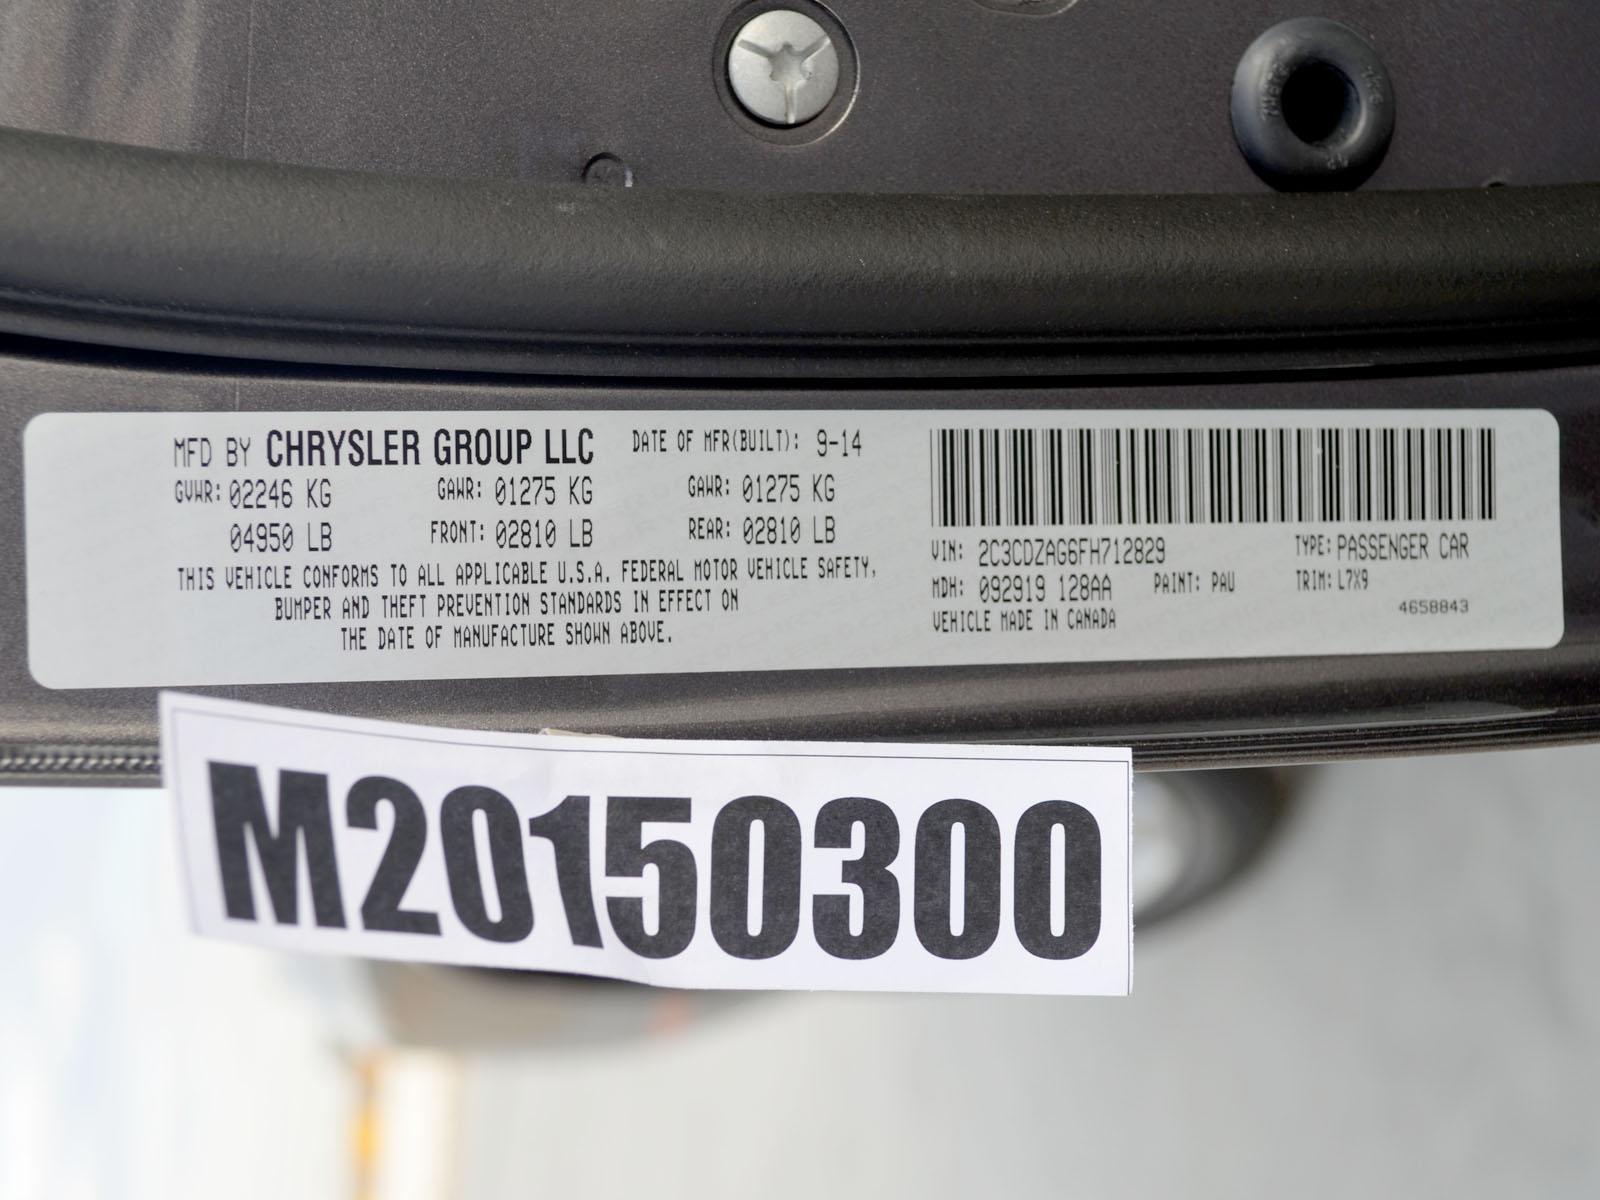 MFD BY CHRYSLER GROUP LLC DATE OF MFR(BUILT): 9-14
GVWR: 02246 KG GAWR: 01275 KG GAWR: 01275 KG
04950 LB FRONT: 02810 LB REAR: 02810 LB
THIS VEHICLE CONFORMS TO ALL APPLICABLE U.S.A. FEDERAL MOTOR VEHICLE SAFETY,
BUMPER AND THEFT PREVENTION STANDARDS IN EFFECT ON
THE DATE OF MANUFACTURE SHOWN ABOVE.
VIN: 2C3CDZAG6FH712829 TYPE: PASSENGER CAR
MDH: 092919 128AA PAINT: PAU TRIM: L7X9
VEHICLE MADE IN CANADA 4658843
M20150300